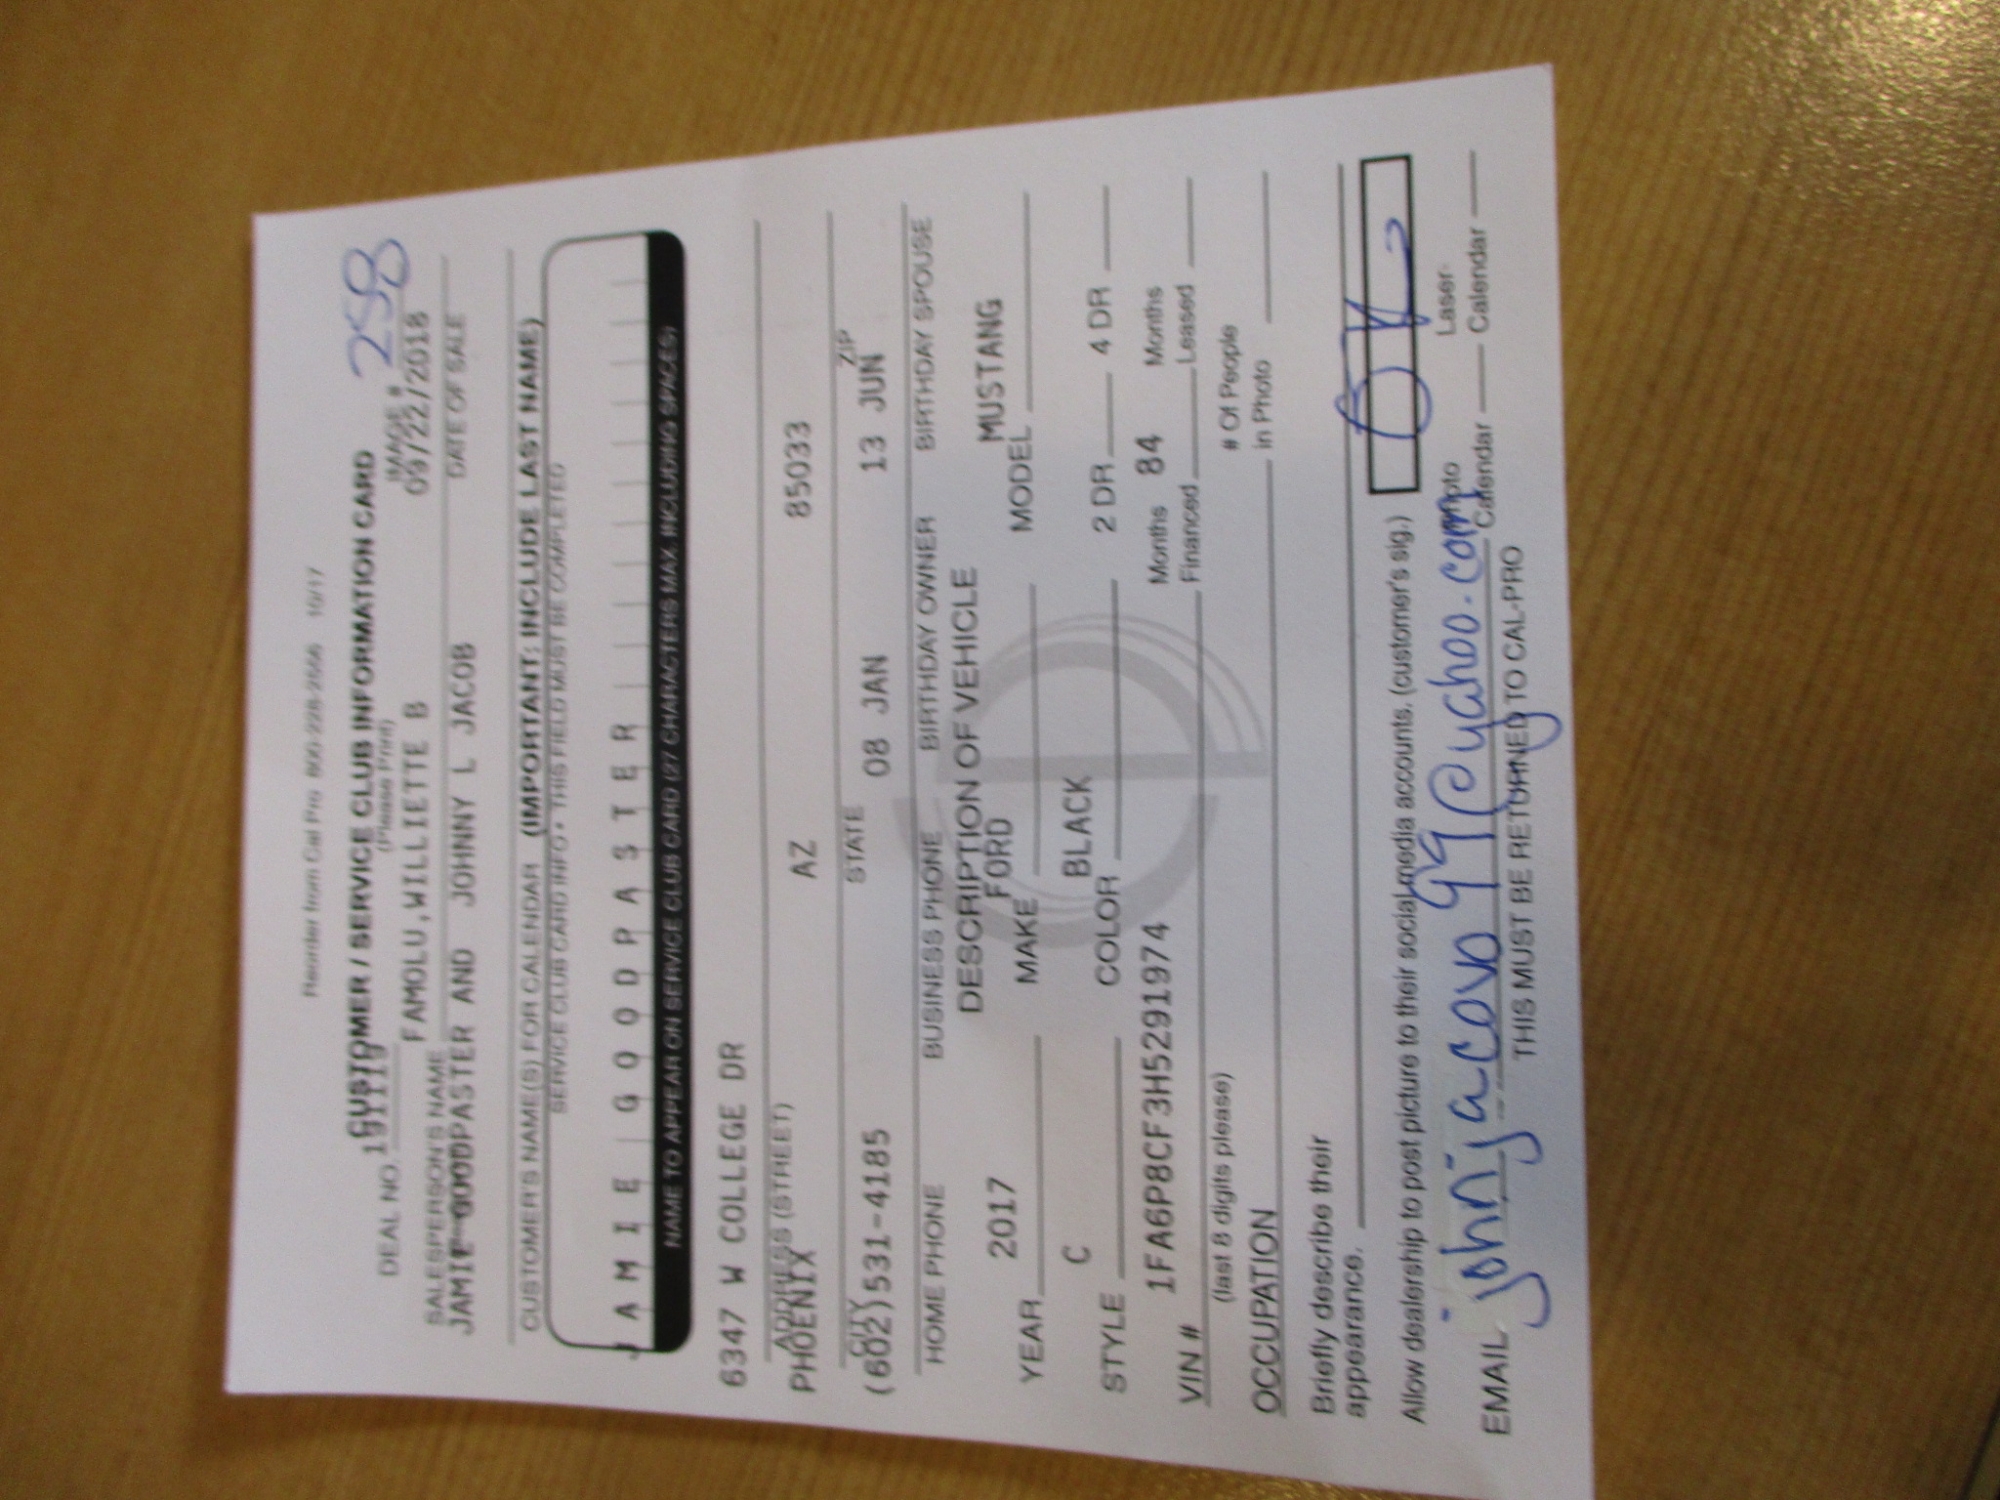 Reorder from Cal Pro 800-228-2566 10/17
CUSTOMER / SERVICE CLUB INFORMATION CARD
(Please Print)
IMAGE # 258
DEAL NO. 191119
FAMOLU,WILLIETTE B 09/22/2018
SALESPERSON'S NAME DATE OF SALE
JAMIE GOODPASTER AND JOHNNY L JACOB
CUSTOMER'S NAME(S) FOR CALENDAR (IMPORTANT: INCLUDE LAST NAME)
SERVICE CLUB CARD INFO • THIS FIELD MUST BE COMPLETED
JAMIE GOODPASTER
NAME TO APPEAR ON SERVICE CLUB CARD (27 CHARACTERS MAX. INCLUDING SPACES)
6347 W COLLEGE DR
ADDRESS (STREET)
PHOENIX AZ 85033
CITY STATE ZIP
(602)531-4185 08 JAN 13 JUN
HOME PHONE BUSINESS PHONE BIRTHDAY OWNER BIRTHDAY SPOUSE
DESCRIPTION OF VEHICLE
2017 FORD MUSTANG
YEAR MAKE MODEL
C BLACK
STYLE COLOR 2 DR 4 DR
1FA6P8CF3H5291974 Months 84 Months
VIN # Financed Leased
(last 8 digits please) # Of People
OCCUPATION in Photo
Briefly describe their
appearance.
Allow dealership to post picture to their social media accounts. (customer's sig.) OK
Laser-
EMAIL Calendar Calendar
THIS MUST BE RETURNED TO CAL-PRO